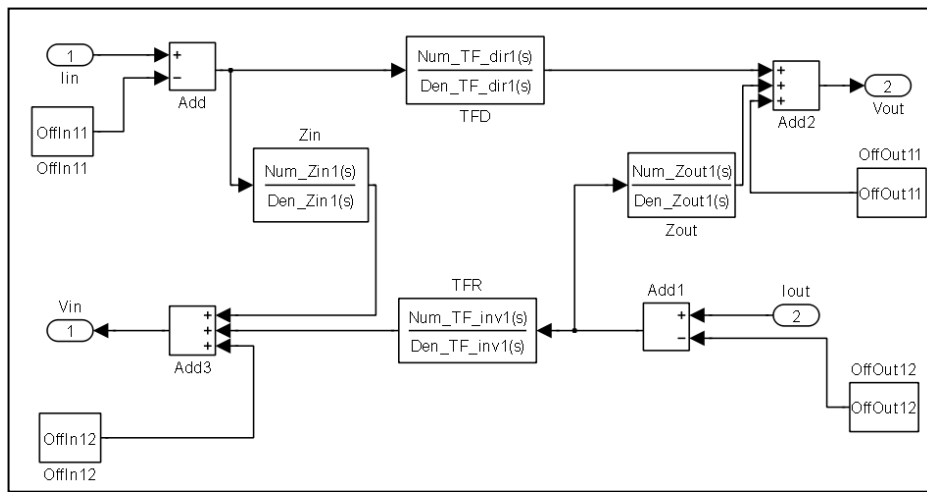 1
+
−
Iin
Add
OffIn11
OffIn11
Num_TF_dir1(s)
Den_TF_dir1(s)
TFD
+
+
+
Add2
2
Vout
Zin
Num_Zin1(s)
Den_Zin1(s)
Num_Zout1(s)
Den_Zout1(s)
Zout
OffOut11
OffOut11
Vin
1
+
+
+
Add3
TFR
Num_TF_inv1(s)
Den_TF_inv1(s)
Add1
+
−
Iout
2
OffOut12
OffOut12
OffIn12
OffIn12